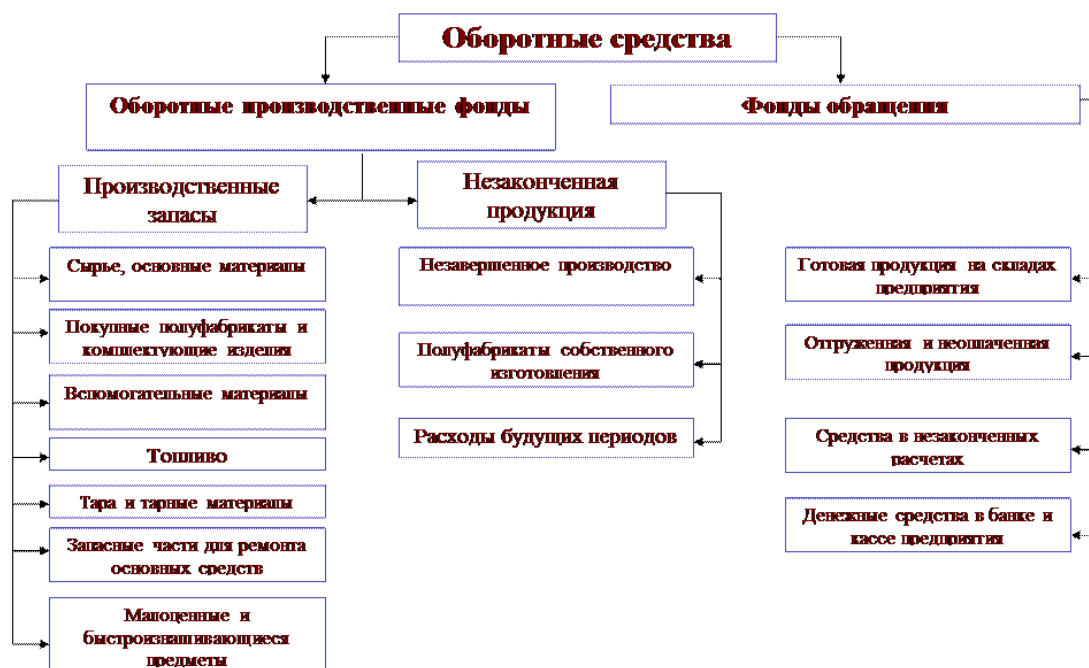 Оборотные средства
Оборотные производственные фонды
Фонды обращения
Производственные
запасы
Незаконченная
продукция
Сырье, основные материалы
Покупные полуфабрикаты и
комплектующие изделия
Вспомогательные материалы
Топливо
Тара и тарные материалы
Запасные части для ремонта
основных средств
Малоценные и
быстроизнашивающиеся
предметы
Незавершенное производство
Полуфабрикаты собственного
изготовления
Расходы будущих периодов
Готовая продукция на складах
предприятия
Отгруженная и неоплаченная
продукция
Средства в незаконченных
расчетах
Денежные средства в банке и
кассе предприятия